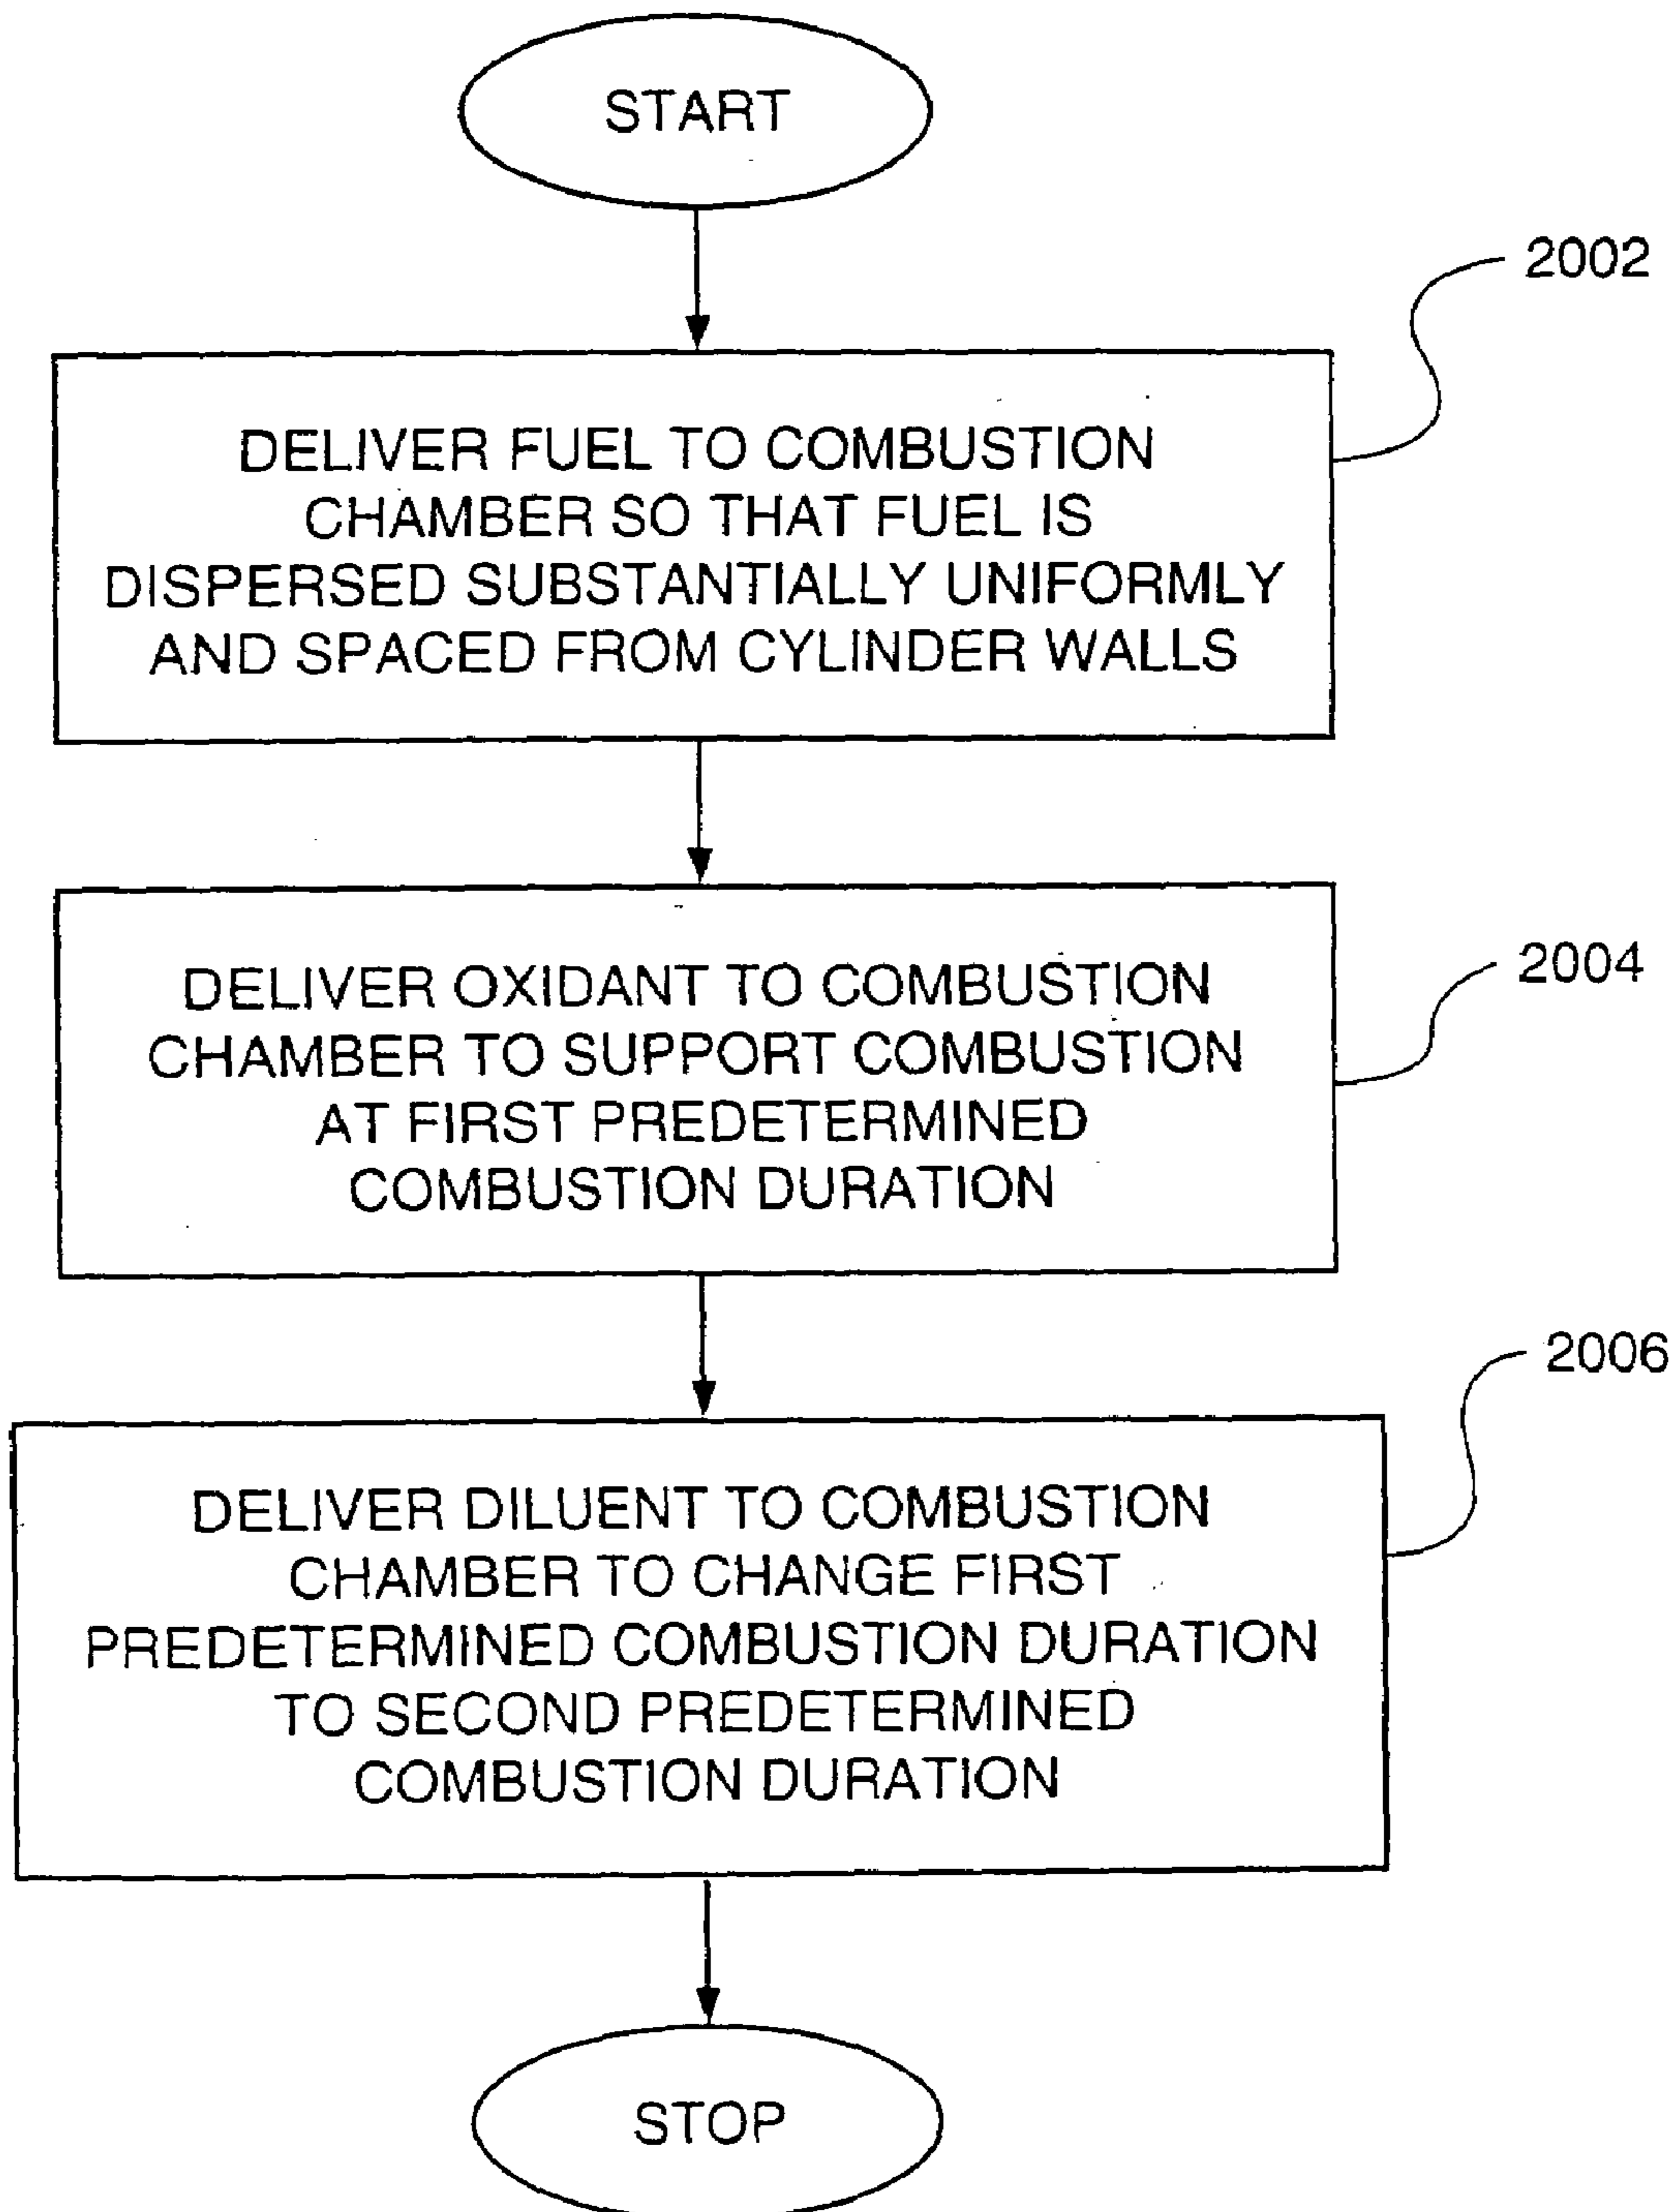 START
2002
DELIVER FUEL TO COMBUSTION
CHAMBER SO THAT FUEL IS
DISPERSED SUBSTANTIALLY UNIFORMLY
AND SPACED FROM CYLINDER WALLS
2004
DELIVER OXIDANT TO COMBUSTION
CHAMBER TO SUPPORT COMBUSTION
AT FIRST PREDETERMINED
COMBUSTION DURATION
2006
DELIVER DILUENT TO COMBUSTION
CHAMBER TO CHANGE FIRST
PREDETERMINED COMBUSTION DURATION
TO SECOND PREDETERMINED
COMBUSTION DURATION
STOP